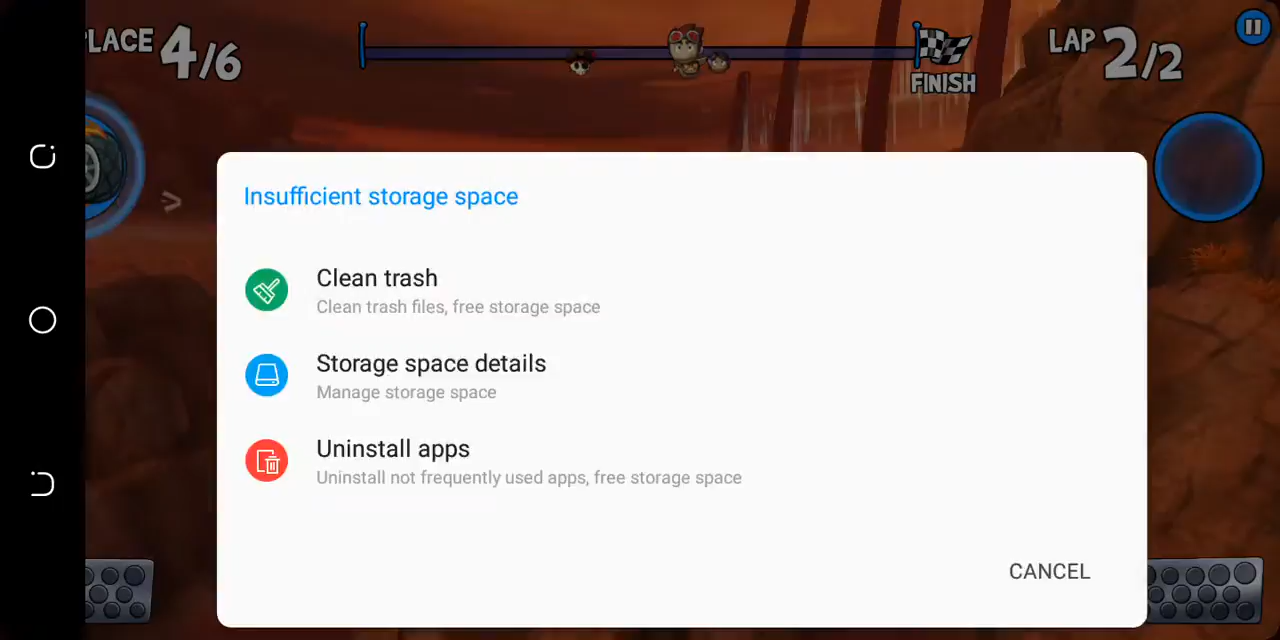 PLACE 4/6
FINISH
LAP 2/2
>
Insufficient storage space
Clean trash
Clean trash files, free storage space
Storage space details
Manage storage space
Uninstall apps
Uninstall not frequently used apps, free storage space
CANCEL